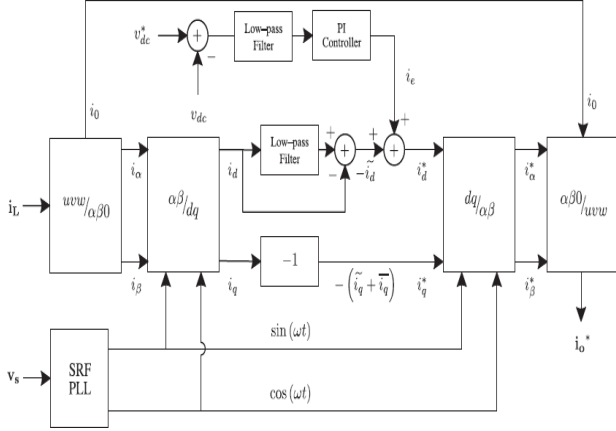 v*dc
+
−
Low–pass
Filter
PI
Controller
vdc
ie
i0
i0
iL
uvw/αβ0
iα
iβ
αβ/dq
id
Low–pass
Filter
+
−
+
+
−ĩd
+
i*d
dq/αβ
i*α
αβ0/uvw
iq
−1
−(ĩq + īq)
i*q
i*β
io*
vs
SRF
PLL
sin (ωt)
cos (ωt)